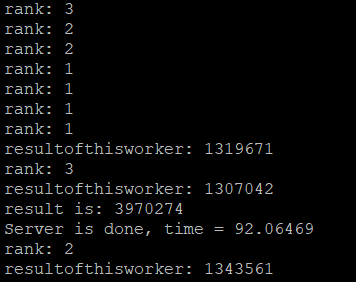 rank: 3
rank: 2
rank: 2
rank: 1
rank: 1
rank: 1
rank: 1
resultofthisworker: 1319671
rank: 3
resultofthisworker: 1307042
result is: 3970274
Server is done, time = 92.06469
rank: 2
resultofthisworker: 1343561